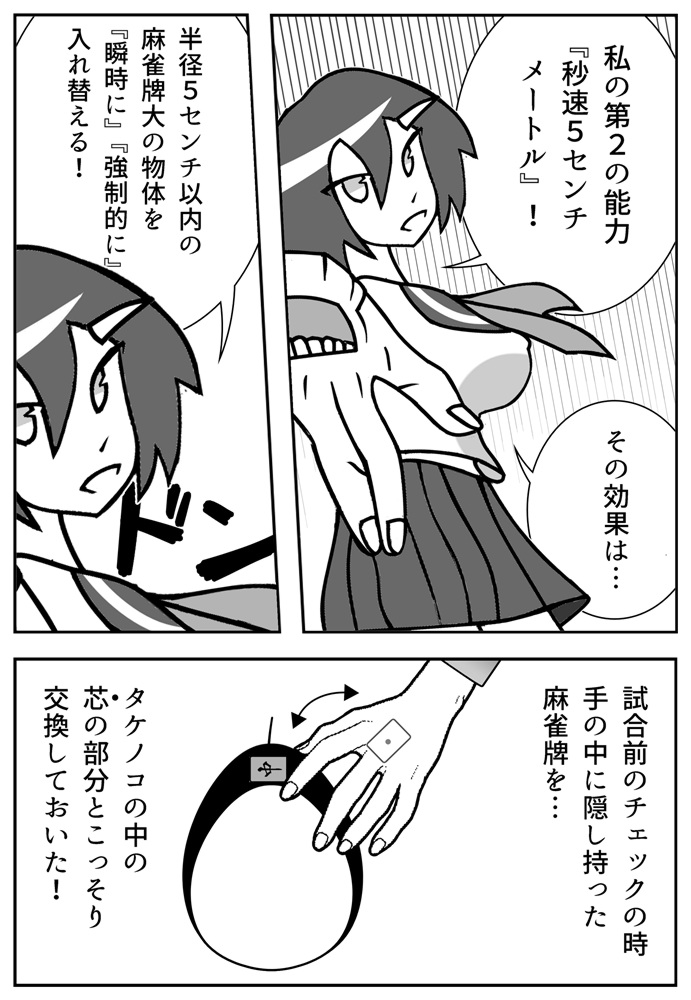 私の第２の能力
『秒速５センチ
メートル』！
その効果は…
半径５センチ以内の
麻雀牌大の物体を
『瞬時に』『強制的に』
入れ替える！
ドン
試合前のチェックの時
手の中に隠し持った
麻雀牌を…
タケノコの中の
芯の部分とこっそり
交換しておいた！